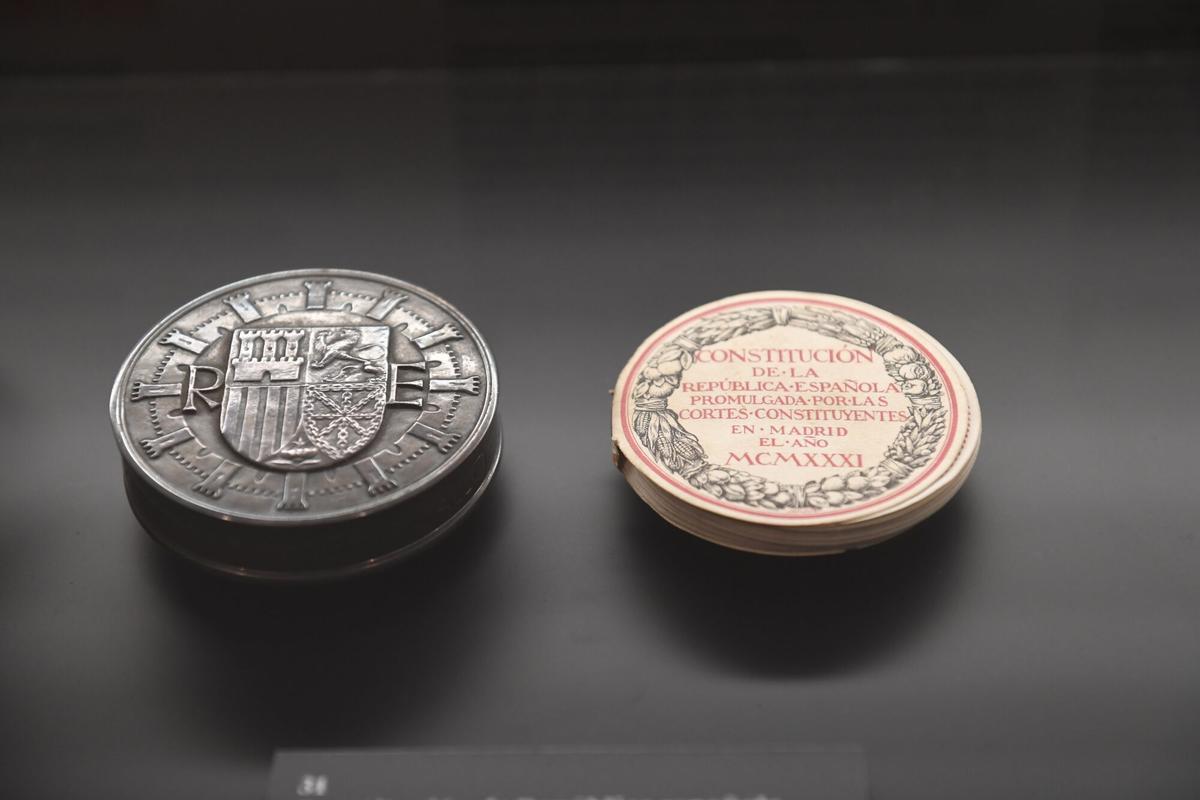 R E
CONSTITUCIÓN
DE·LA
REPÚBLICA·ESPAÑOLA
PROMULGADA·POR·LAS
CORTES·CONSTITUYENTES
EN·MADRID
EL·AÑO
MCMXXXI